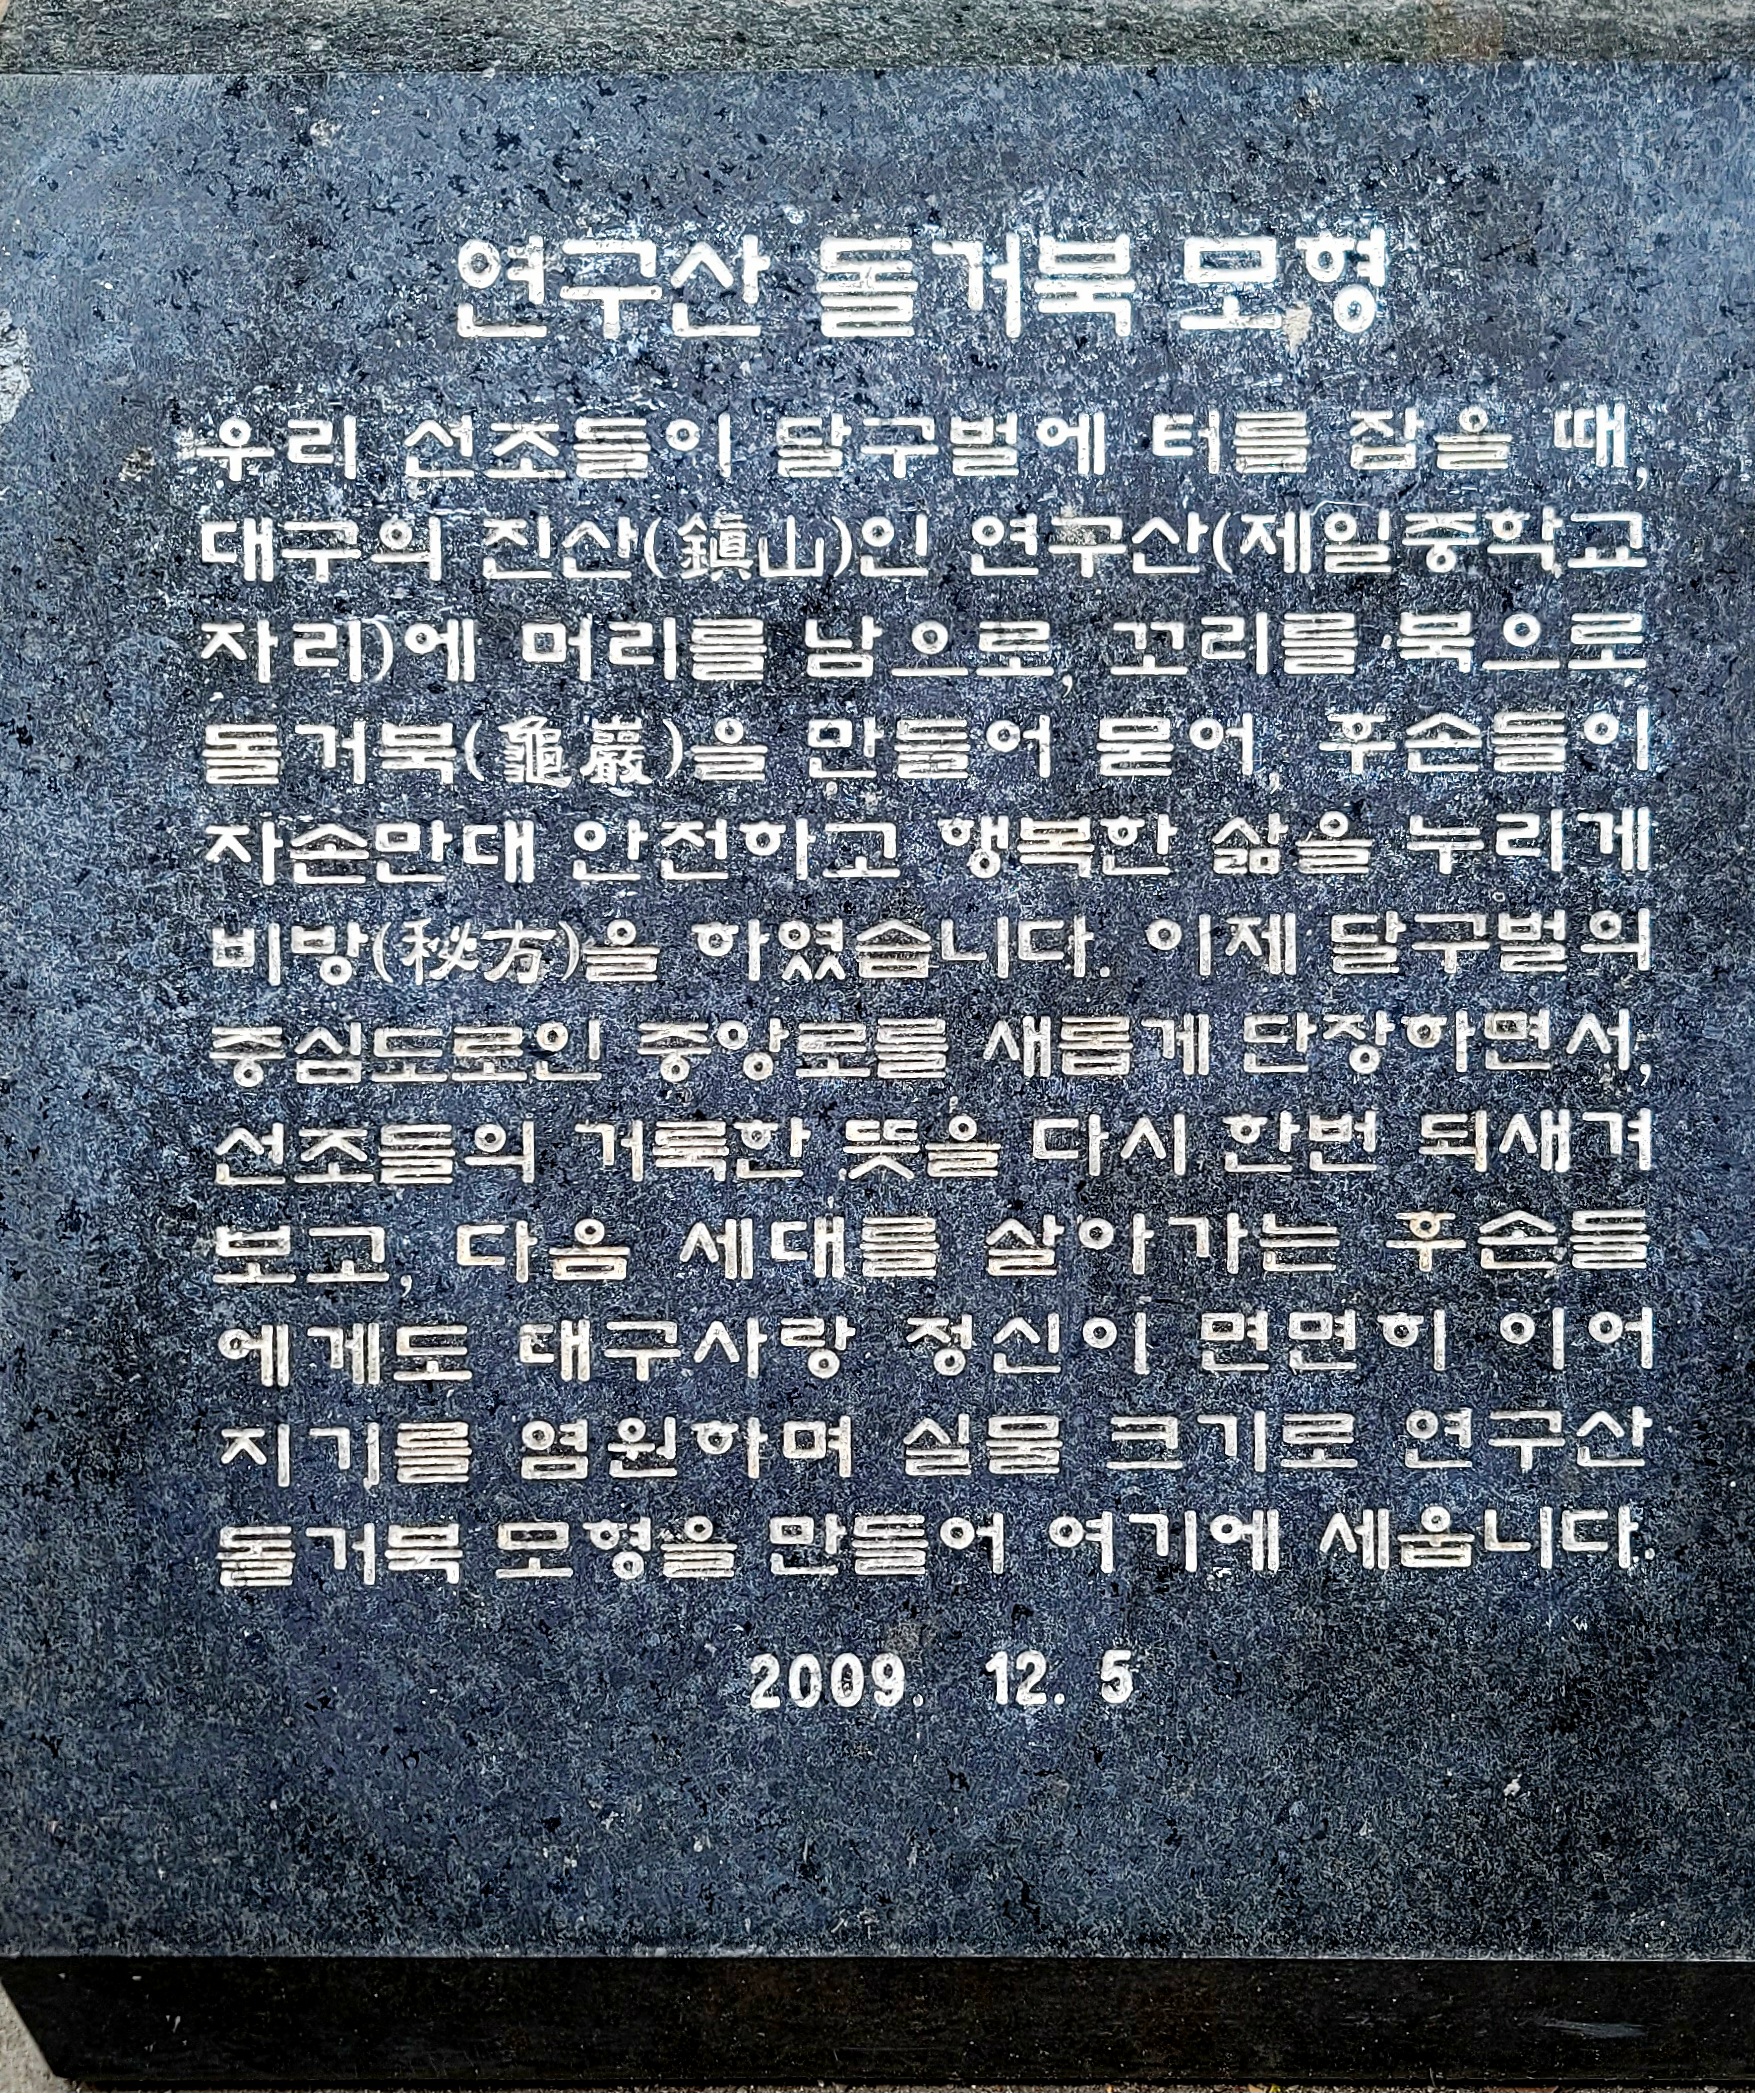 연구산 돌거북 모형
우리 선조들이 달구벌에 터를 잡을 때,
대구의 진산(鎭山)인 연구산(제일중학교
자리)에 머리를 남으로, 꼬리를 북으로
돌거북(龜巖)을 만들어 묻어, 후손들이
자손만대 안전하고 행복한 삶을 누리게
비방(秘方)을 하였습니다. 이제 달구벌의
중심도로인 중앙로를 새롭게 단장하면서,
선조들의 거룩한 뜻을 다시 한번 되새겨
보고, 다음 세대를 살아가는 후손들
에게도 대구사랑 정신이 면면히 이어
지기를 염원하며 실물 크기로 연구산
돌거북 모형을 만들어 여기에 세웁니다.
2009. 12. 5